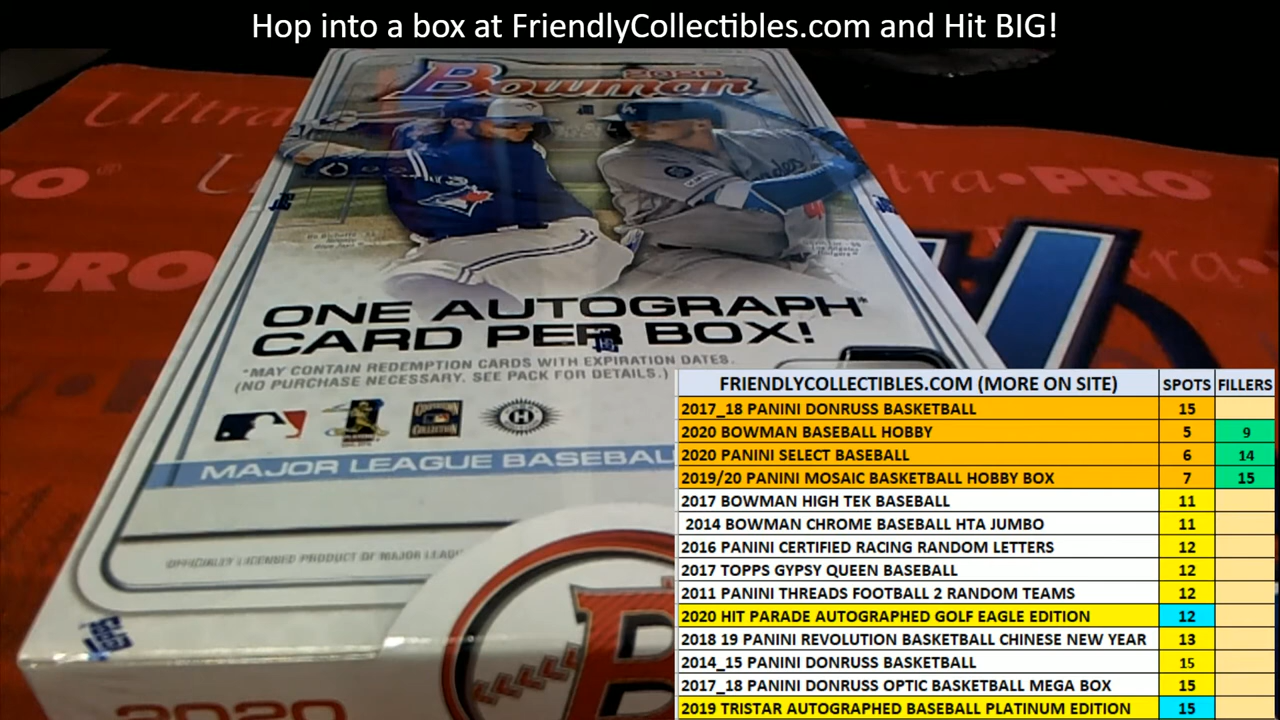 Hop into a box at FriendlyCollectibles.com and Hit BIG!
2020
Bowman
Ultra
PRO
PRO
tra•PRO
Ultra•
ONE AUTOGRAPH*
CARD PER BOX!
*MAY CONTAIN REDEMPTION CARDS WITH EXPIRATION DATES.
(NO PURCHASE NECESSARY. SEE PACK FOR DETAILS.)
MAJOR LEAGUE BASEBAL
OFFICIALLY LICENSED PRODUCT OF MAJOR LEAGU
2020
FRIENDLYCOLLECTIBLES.COM (MORE ON SITE) SPOTS FILLERS
2017_18 PANINI DONRUSS BASKETBALL 15
2020 BOWMAN BASEBALL HOBBY 5 9
2020 PANINI SELECT BASEBALL 6 14
2019/20 PANINI MOSAIC BASKETBALL HOBBY BOX 7 15
2017 BOWMAN HIGH TEK BASEBALL 11
2014 BOWMAN CHROME BASEBALL HTA JUMBO 11
2016 PANINI CERTIFIED RACING RANDOM LETTERS 12
2017 TOPPS GYPSY QUEEN BASEBALL 12
2011 PANINI THREADS FOOTBALL 2 RANDOM TEAMS 12
2020 HIT PARADE AUTOGRAPHED GOLF EAGLE EDITION 12
2018 19 PANINI REVOLUTION BASKETBALL CHINESE NEW YEAR 13
2014_15 PANINI DONRUSS BASKETBALL 15
2017_18 PANINI DONRUSS OPTIC BASKETBALL MEGA BOX 15
2019 TRISTAR AUTOGRAPHED BASEBALL PLATINUM EDITION 15